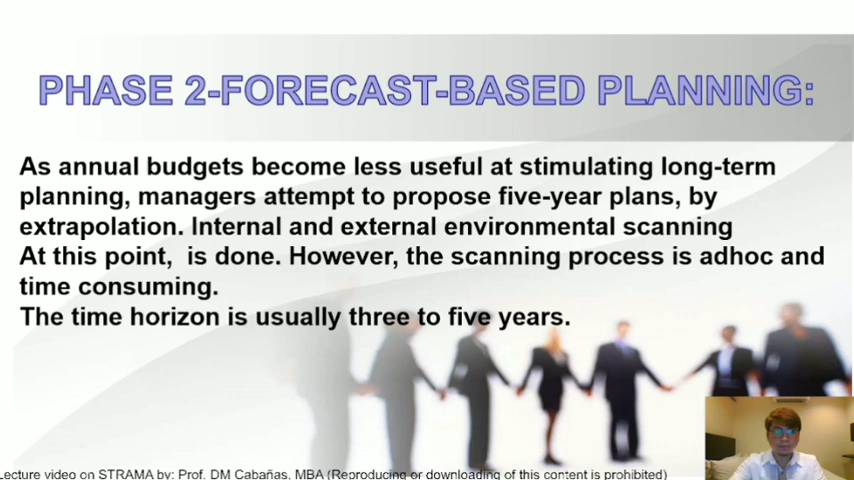 PHASE 2-FORECAST-BASED PLANNING:
As annual budgets become less useful at stimulating long-term
planning, managers attempt to propose five-year plans, by
extrapolation. Internal and external environmental scanning
At this point,  is done. However, the scanning process is adhoc and
time consuming.
The time horizon is usually three to five years.
Lecture video on STRAMA by: Prof. DM Cabañas, MBA (Reproducing or downloading of this content is prohibited)